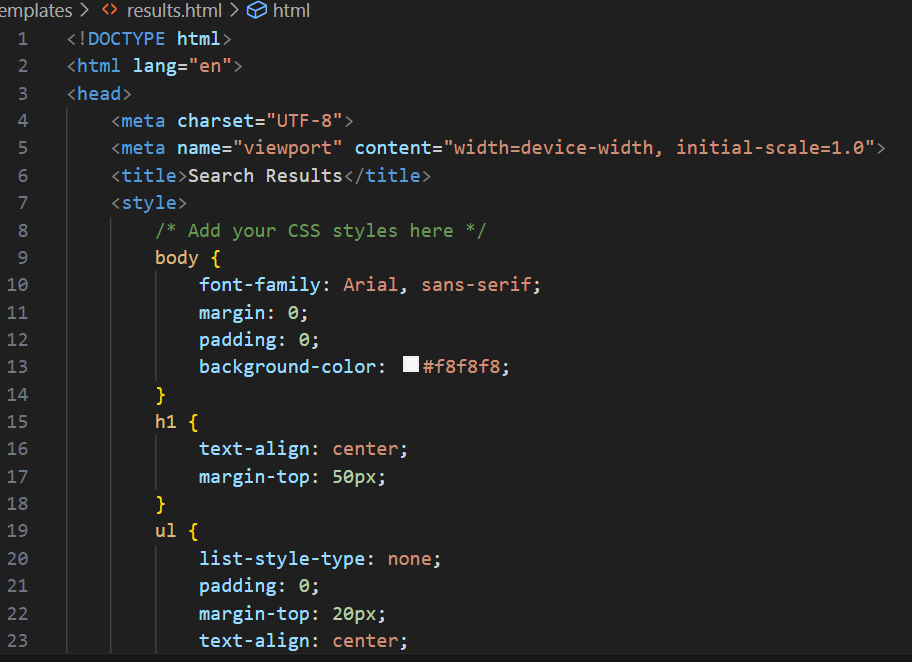 emplates > <> results.html > html
1 <!DOCTYPE html>
2 <html lang="en">
3 <head>
4     <meta charset="UTF-8">
5     <meta name="viewport" content="width=device-width, initial-scale=1.0">
6     <title>Search Results</title>
7     <style>
8         /* Add your CSS styles here */
9         body {
10             font-family: Arial, sans-serif;
11             margin: 0;
12             padding: 0;
13             background-color: #f8f8f8;
14         }
15         h1 {
16             text-align: center;
17             margin-top: 50px;
18         }
19         ul {
20             list-style-type: none;
21             padding: 0;
22             margin-top: 20px;
23             text-align: center;